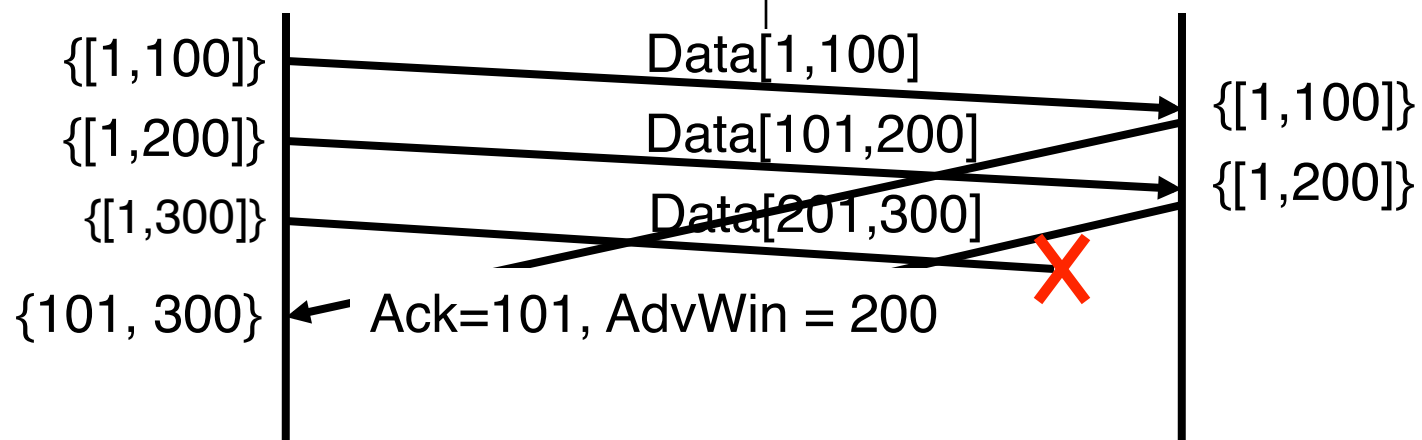 {[1,100]} Data[1,100] {[1,100]}
{[1,200]} Data[101,200] {[1,200]}
{[1,300]} Data[201,300]
{101, 300} Ack=101, AdvWin = 200